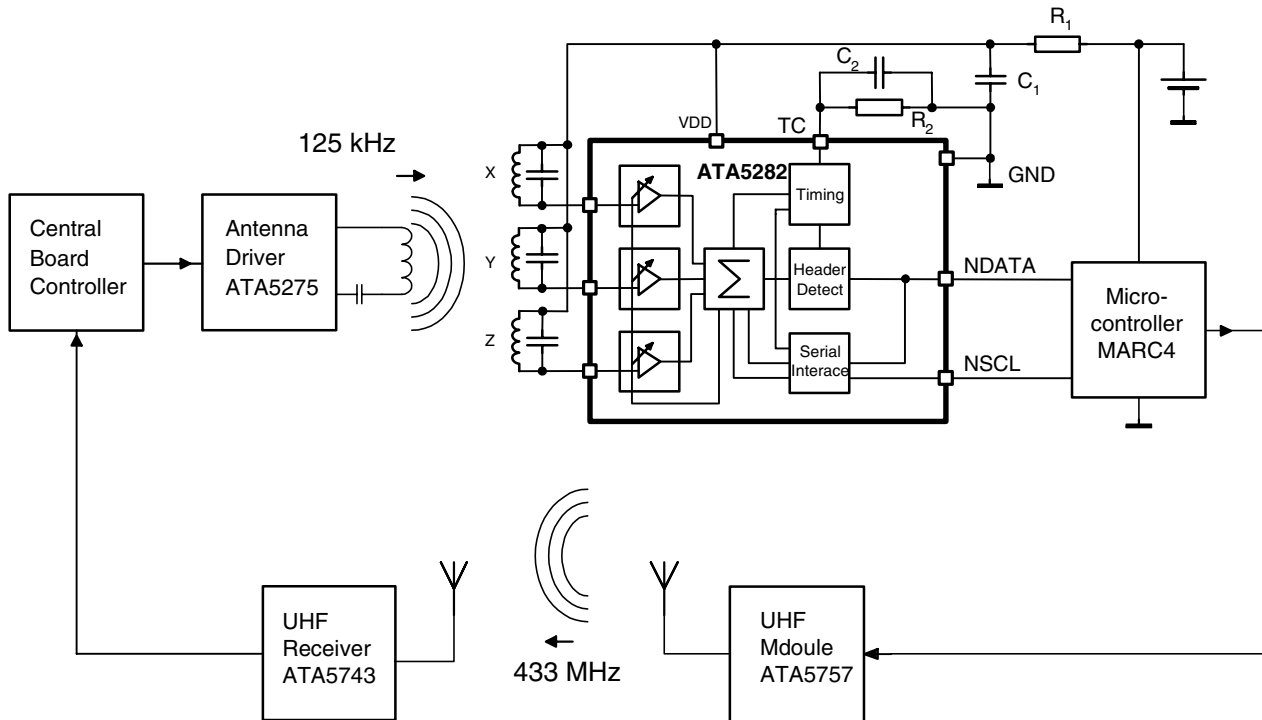 R1
C2
C1
R2
VDD
TC
125 kHz
ATA5282
GND
X
Y
Z
Timing
Header
Detect
Serial
Interace
NDATA
NSCL
Central
Board
Controller
Antenna
Driver
ATA5275
Micro-
controller
MARC4
UHF
Receiver
ATA5743
433 MHz
UHF
Mdoule
ATA5757